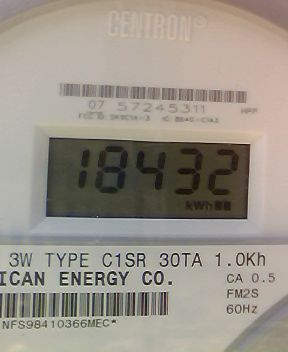 CENTRON®
07 57245311
18432
kWh
3W TYPE C1SR 30TA 1.0Kh
ICAN ENERGY CO.
CA 0.5
FM2S
60Hz
NFS98410366MEC*